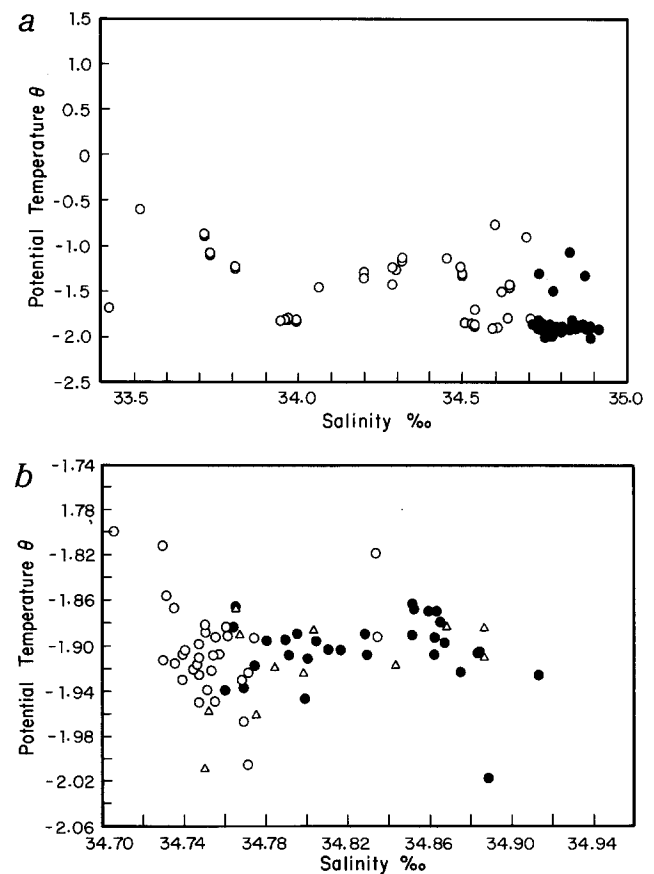 a
1.5
1.0
0.5
0
-0.5
-1.0
-1.5
-2.0
-2.5
Potential Temperature θ
33.5 34.0 34.5 35.0
Salinity ‰
b
-1.74
1.78
-1.82
-1.86
-1.90
-1.94
-1.98
-2.02
-2.06
Potential Temperature θ
34.70 34.74 34.78 34.82 34.86 34.90 34.94
Salinity ‰